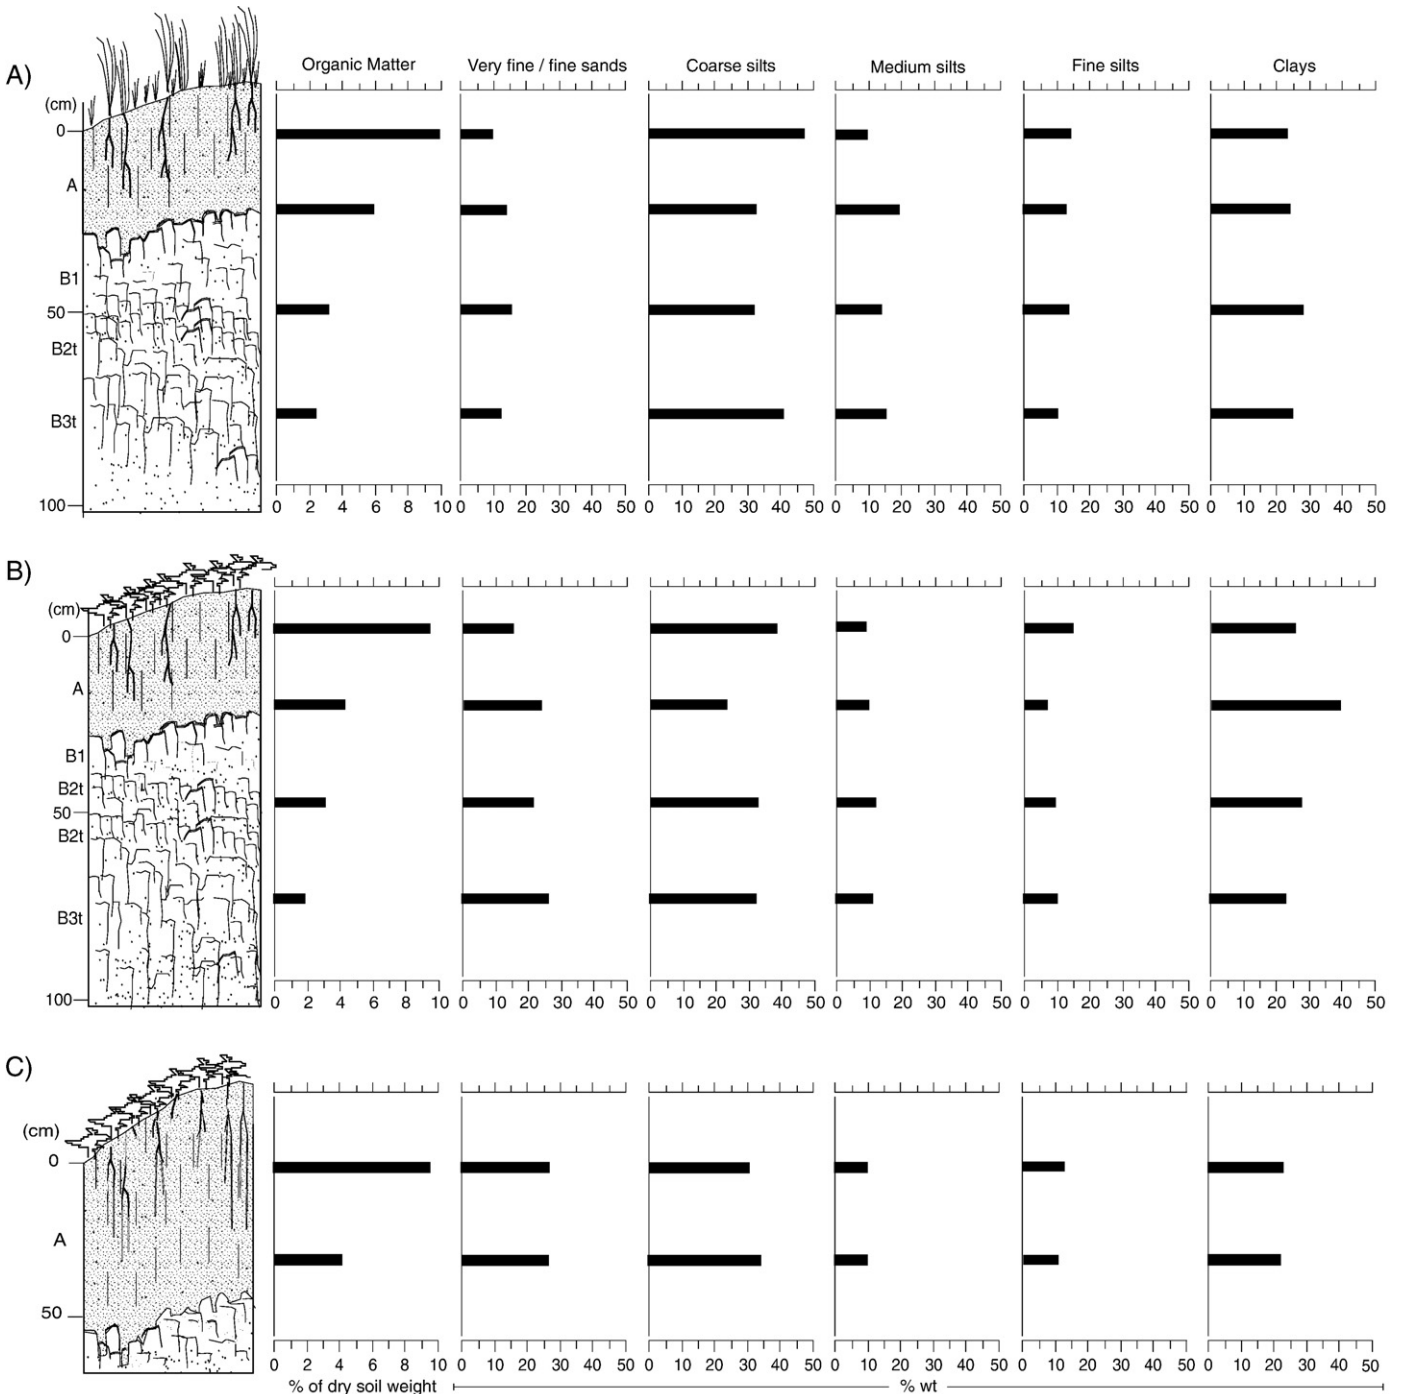 A)
Organic Matter Very fine / fine sands Coarse silts Medium silts Fine silts Clays
(cm)
0
A
B1
50
B2t
B3t
100
0 2 4 6 8 10 0 10 20 30 40 50 0 10 20 30 40 50 0 10 20 30 40 50 0 10 20 30 40 50 0 10 20 30 40 50
B)
(cm)
0
A
B1
B2t
50
B2t
B3t
100
0 2 4 6 8 10 0 10 20 30 40 50 0 10 20 30 40 50 0 10 20 30 40 50 0 10 20 30 40 50 0 10 20 30 40 50
C)
(cm)
0
A
50
0 2 4 6 8 10 0 10 20 30 40 50 0 10 20 30 40 50 0 10 20 30 40 50 0 10 20 30 40 50 0 10 20 30 40 50
% of dry soil weight % wt